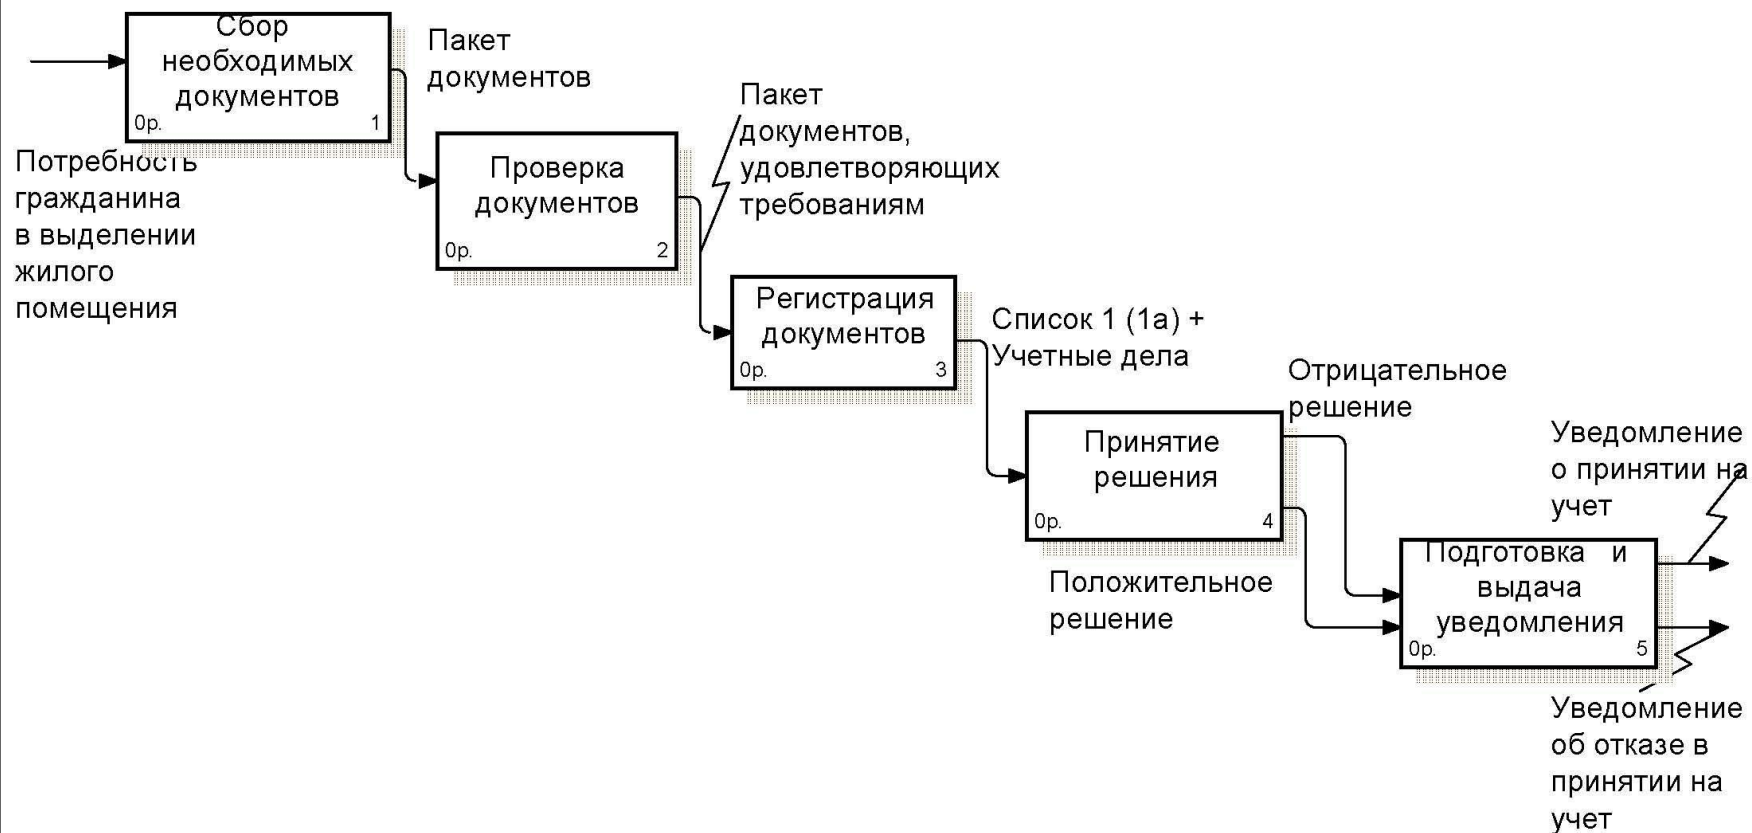 Сбор
необходимых
документов
0р. 1
Потребность
гражданина
в выделении
жилого
помещения
Пакет
документов
Проверка
документов
0р. 2
Пакет
документов,
удовлетворяющих
требованиям
Регистрация
документов
0р. 3
Список 1 (1а) +
Учетные дела
Принятие
решения
0р. 4
Отрицательное
решение
Положительное
решение
Подготовка и
выдача
уведомления
0р. 5
Уведомление
о принятии на
учет
Уведомление
об отказе в
принятии на
учет